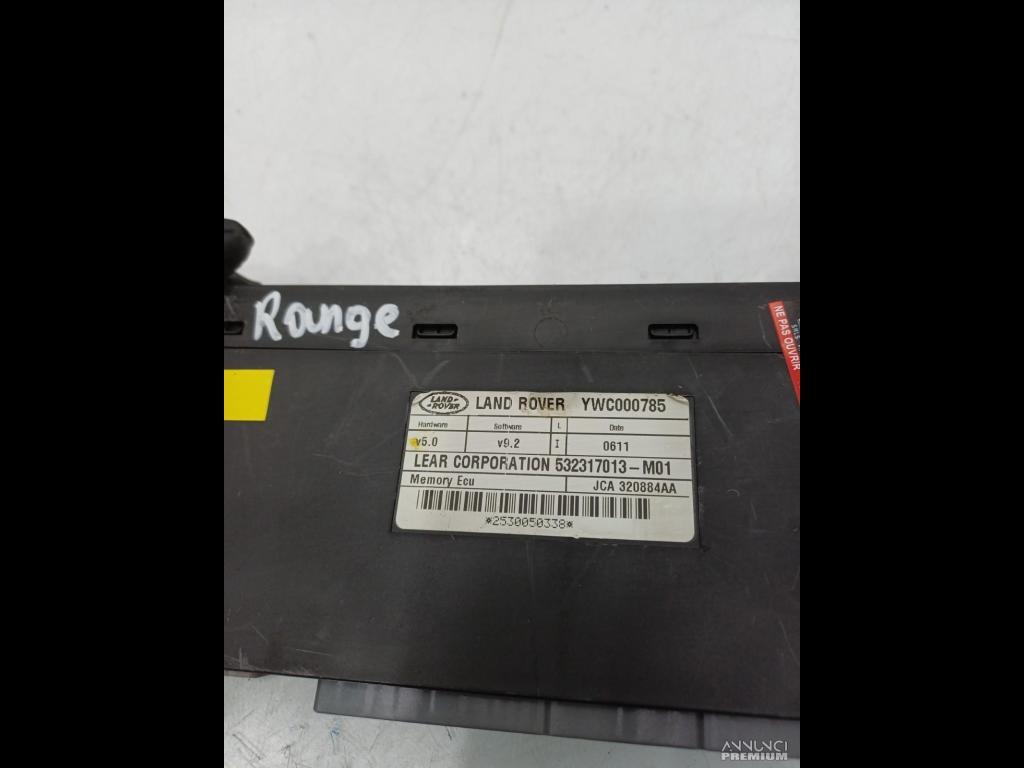 Range
NE PAS OUVRIR
LAND ROVER
LAND ROVER YWC000785
Hardware Software L Date
v5.0 v9.2 I 0611
LEAR CORPORATION 532317013-M01
Memory Ecu JCA 320884AA
*2530050338*
ANNUNCI
PREMIUM